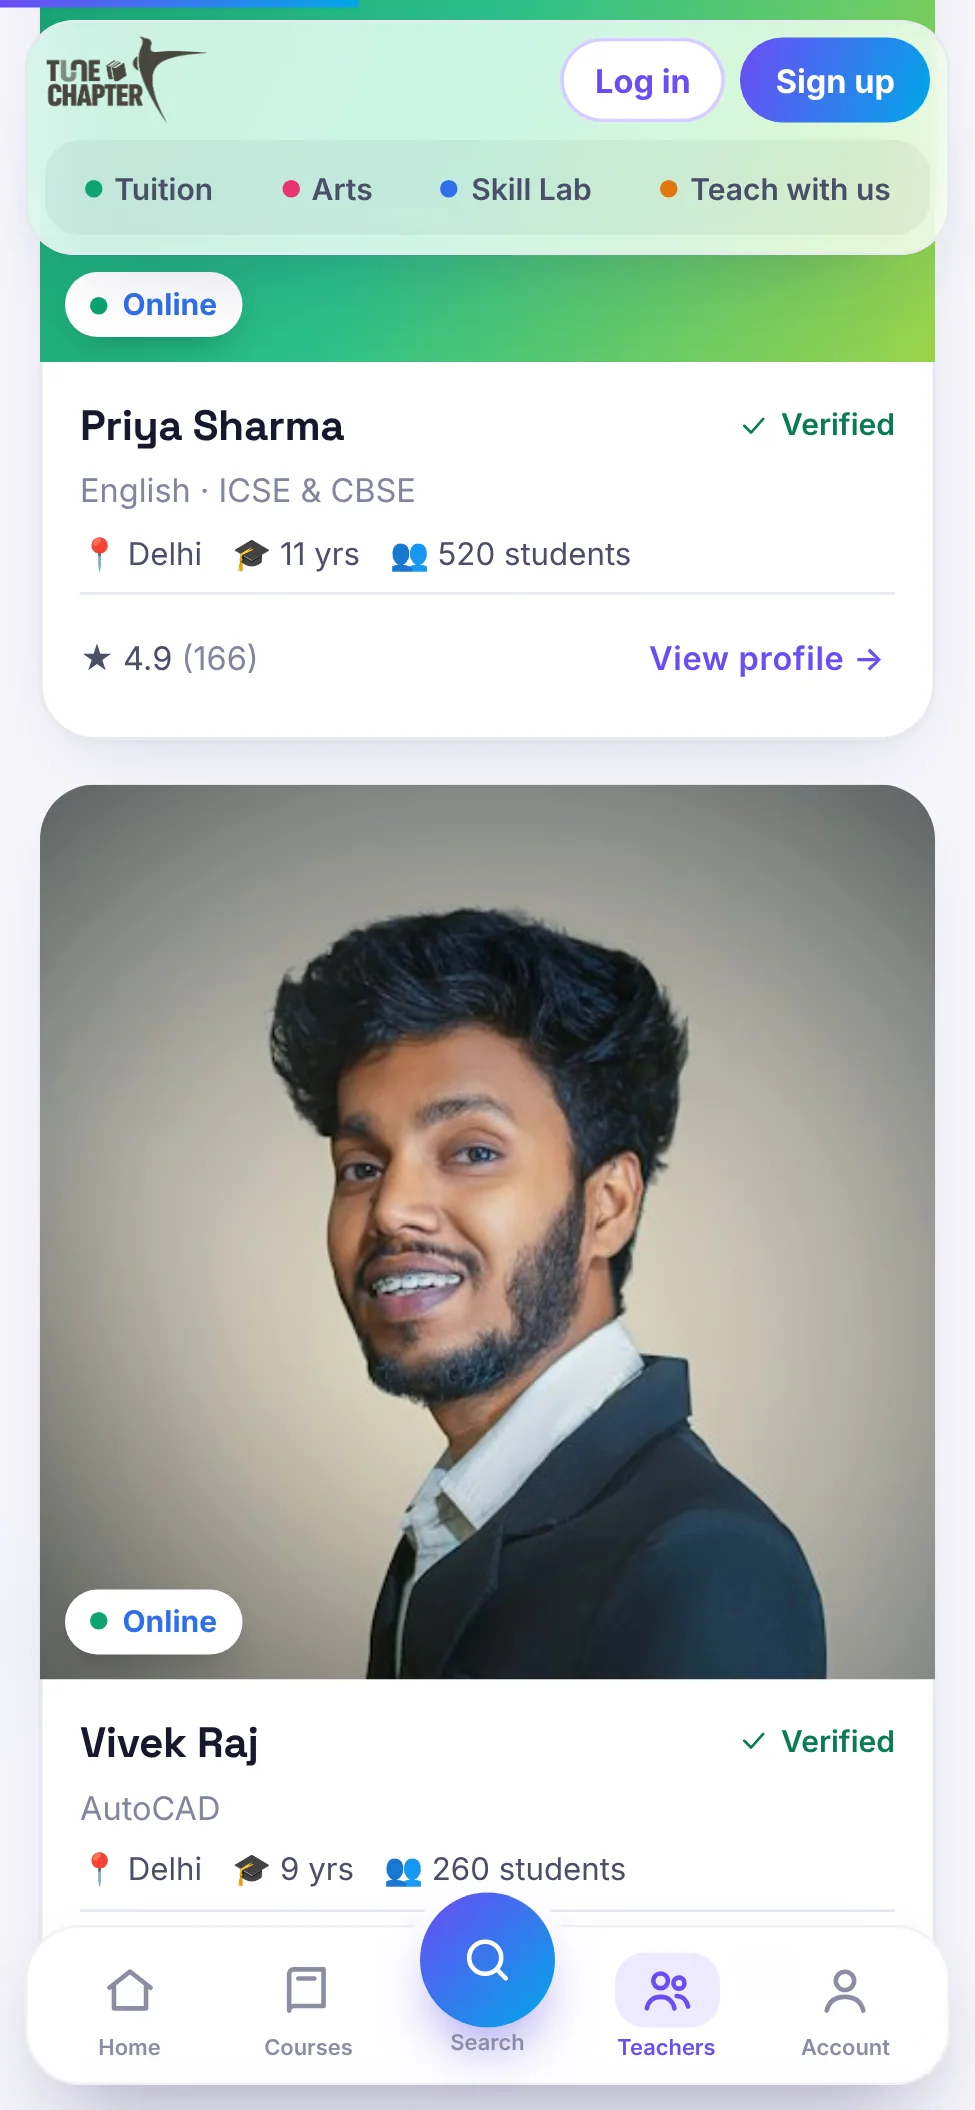 TUNE
CHAPTER
Log in
Sign up
Tuition
Arts
Skill Lab
Teach with us
Online
Priya Sharma
✓ Verified
English · ICSE & CBSE
📍 Delhi 🎓 11 yrs 👥 520 students
★ 4.9 (166)
View profile →
Online
Vivek Raj
✓ Verified
AutoCAD
📍 Delhi 🎓 9 yrs 👥 260 students
Home
Courses
Search
Teachers
Account